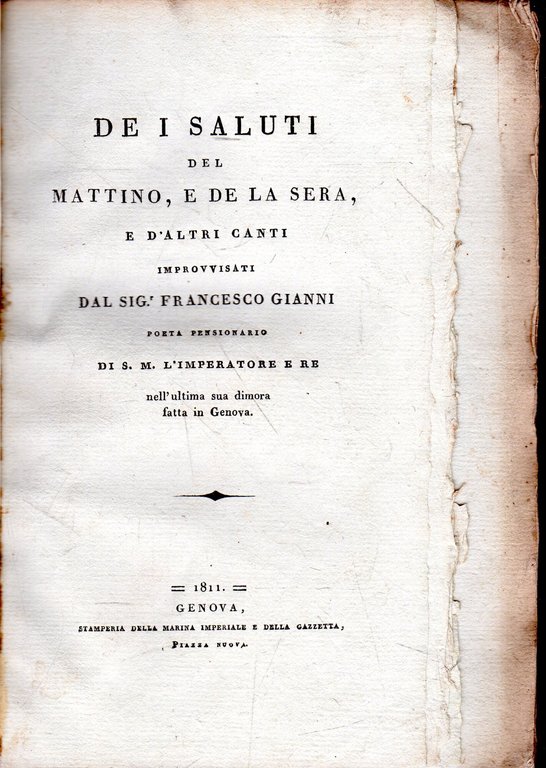 DE I SALUTI
DEL
MATTINO, E DE LA SERA,
E D'ALTRI CANTI
IMPROVVISATI
DAL SIG.r FRANCESCO GIANNI
POETA PENSIONARIO
DI S. M. L'IMPERATORE E RE
nell'ultima sua dimora
fatta in Genova.
= 1811. =
GENOVA,
STAMPERIA DELLA MARINA IMPERIALE E DELLA GAZZETTA,
PIAZZA NUOVA.